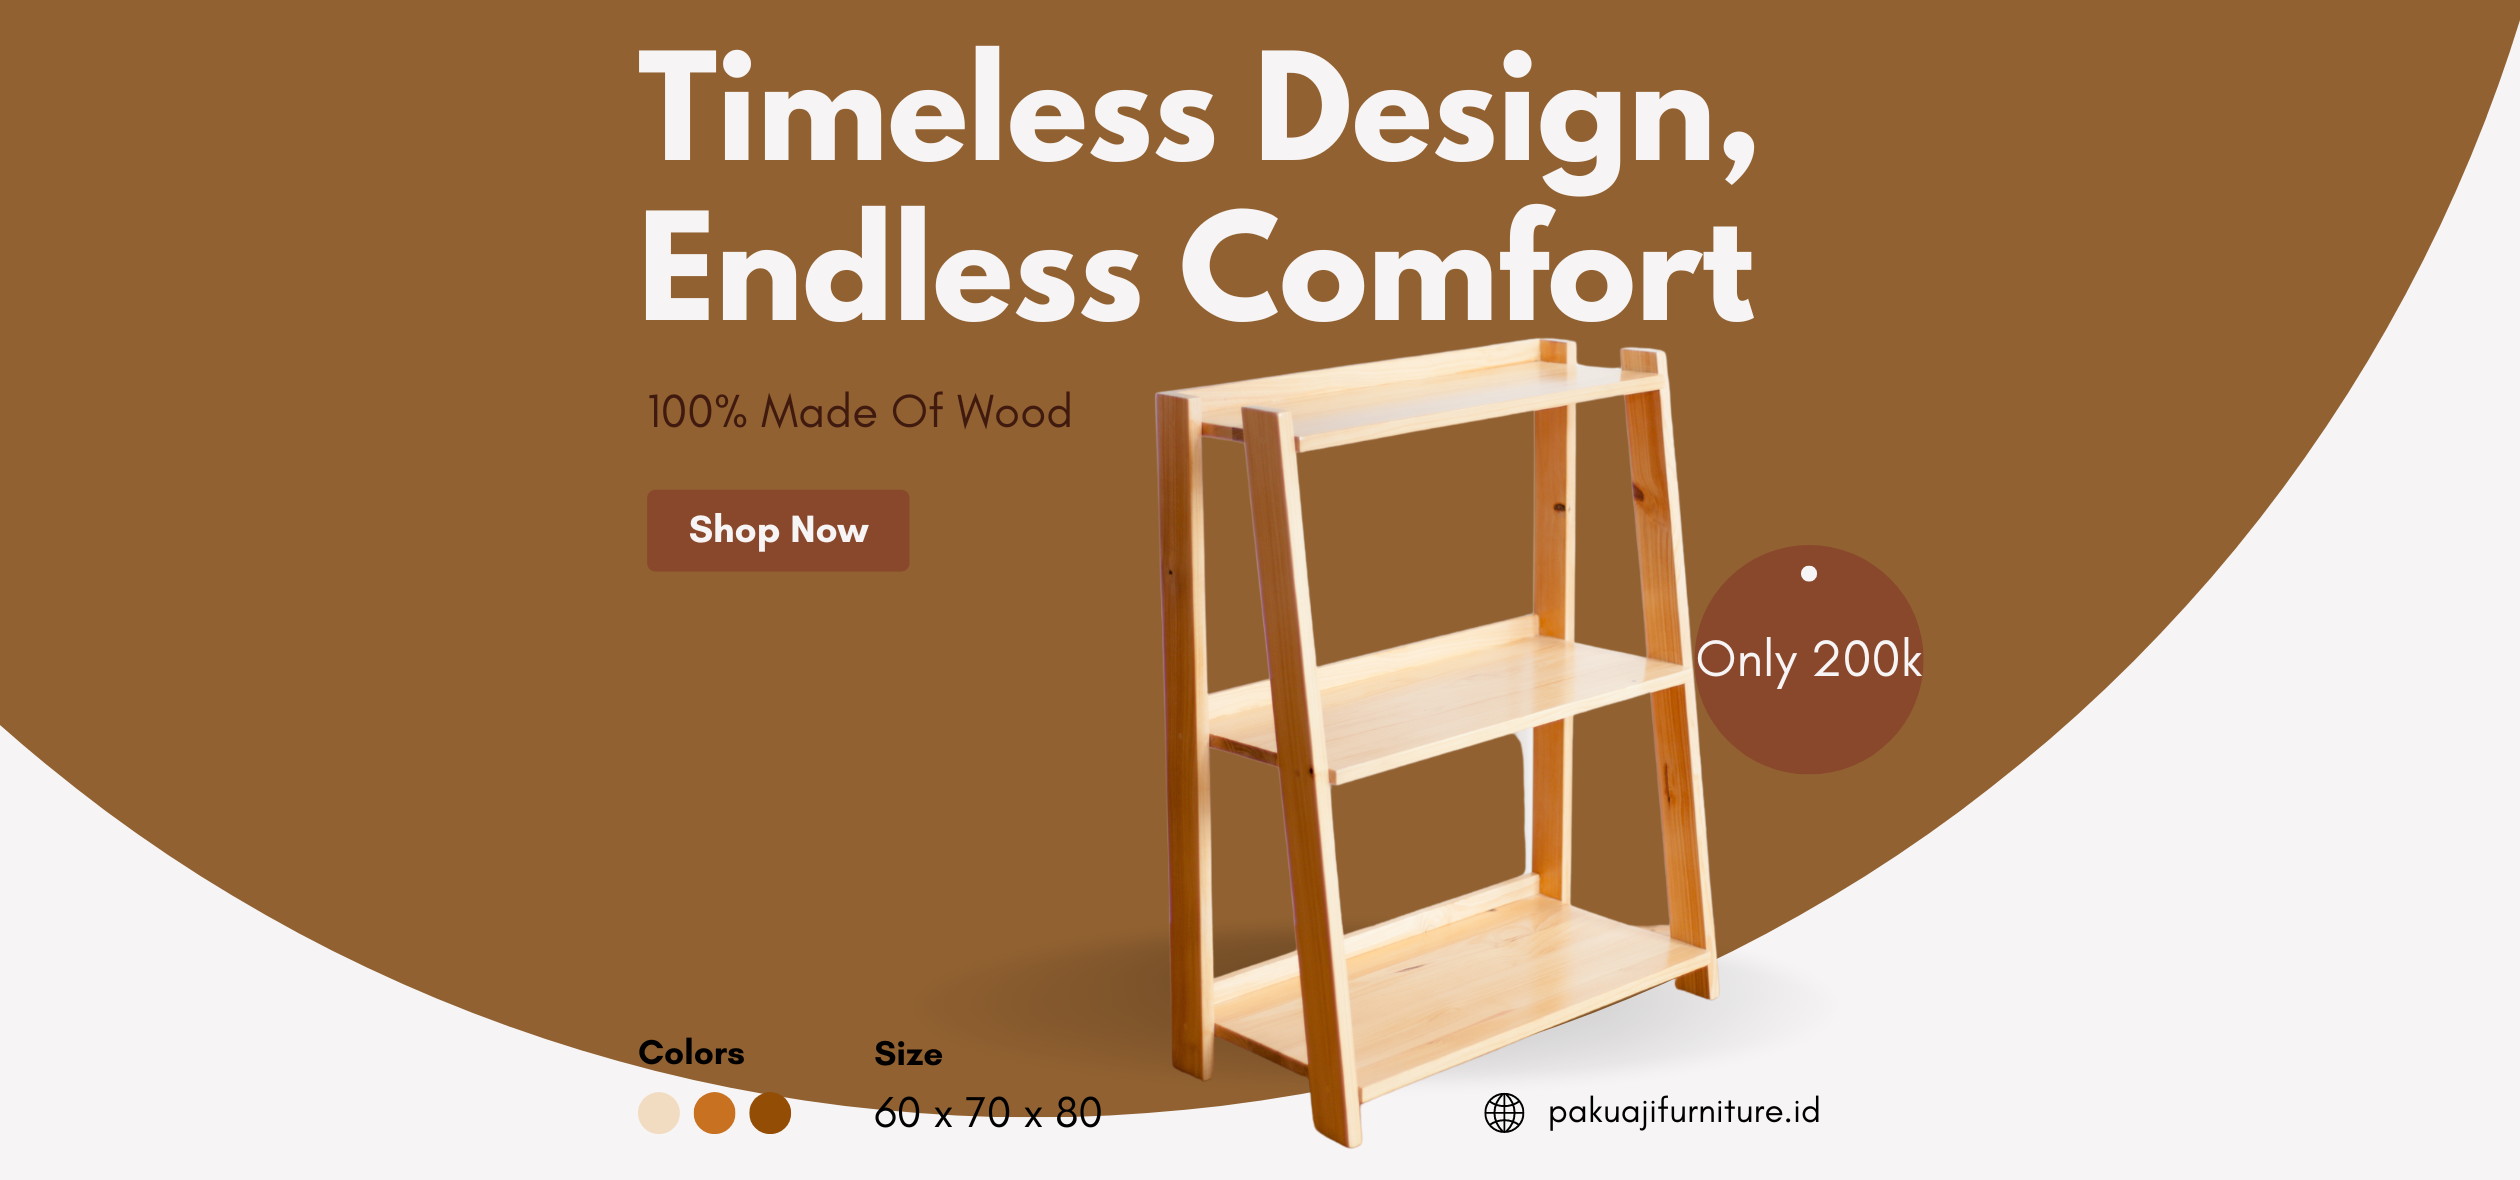 Timeless Design,
Endless Comfort
100% Made Of Wood
Shop Now
Only 200k
Colors
Size
60 x 70 x 80
pakuajifurniture.id